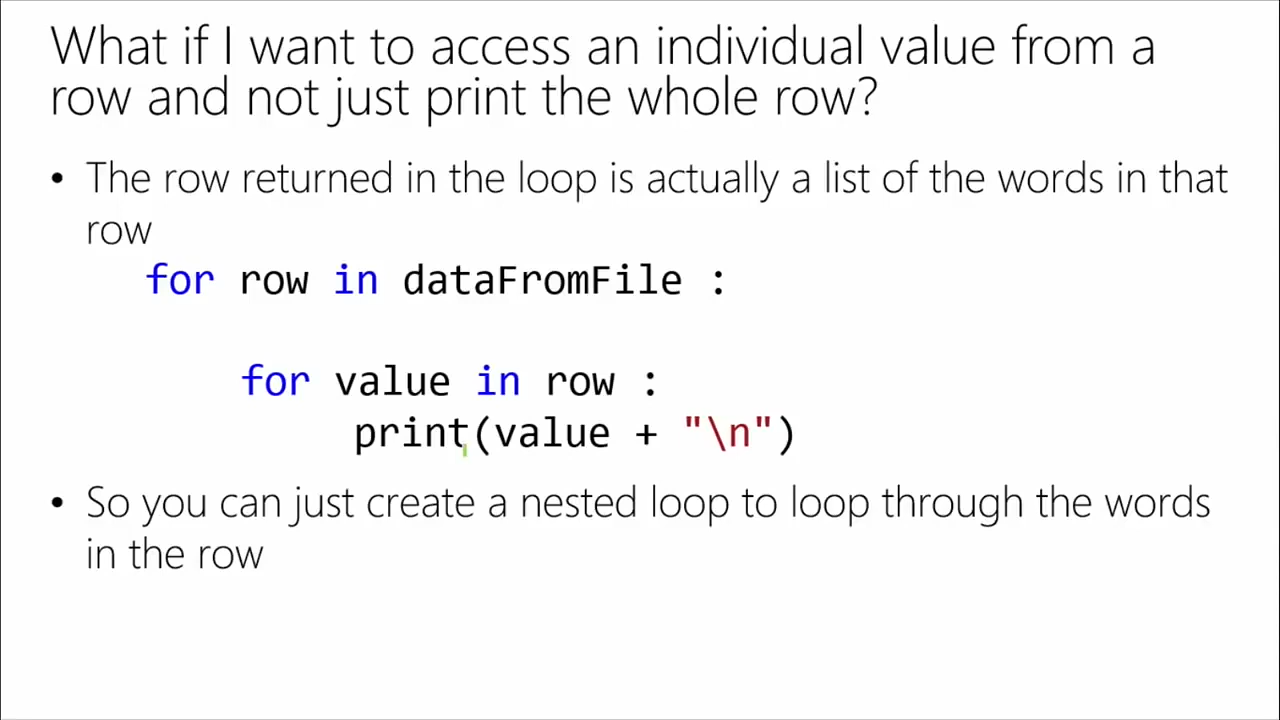 What if I want to access an individual value from a
row and not just print the whole row?
• The row returned in the loop is actually a list of the words in that
row
for row in dataFromFile :
for value in row :
print(value + "\n")
• So you can just create a nested loop to loop through the words
in the row